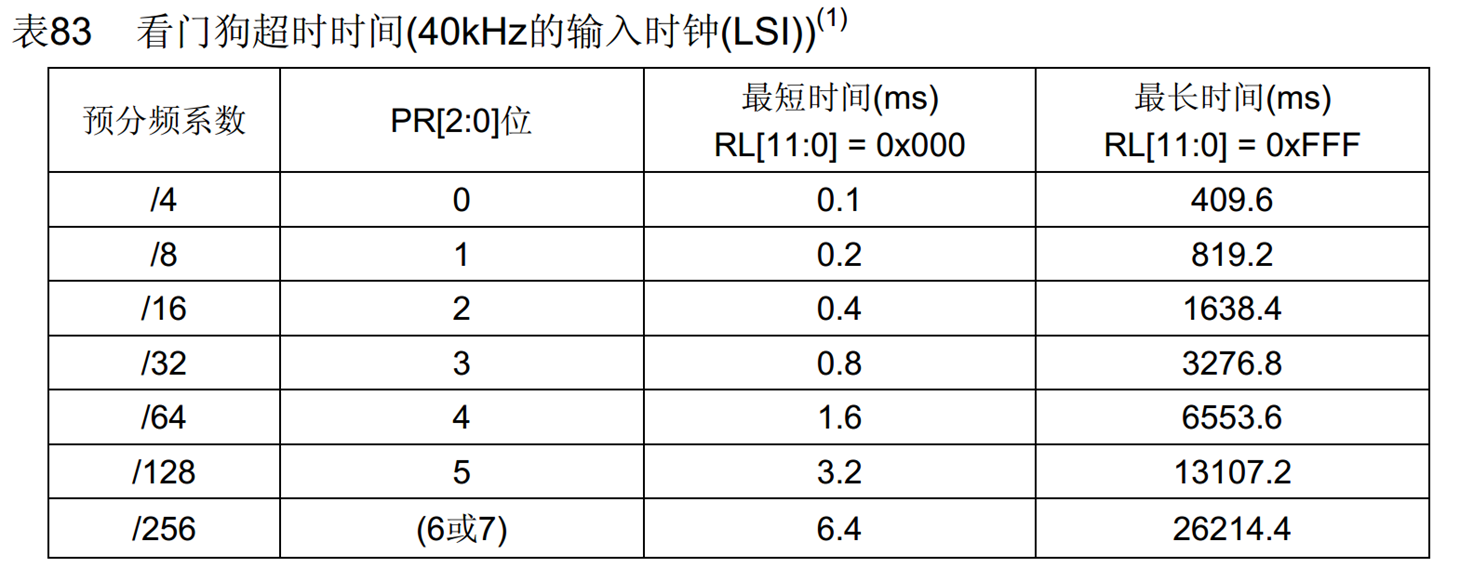 表83 看门狗超时时间(40kHz的输入时钟(LSI))(1)
预分频系数 PR[2:0]位 最短时间(ms) RL[11:0] = 0x000 最长时间(ms) RL[11:0] = 0xFFF
/4 0 0.1 409.6
/8 1 0.2 819.2
/16 2 0.4 1638.4
/32 3 0.8 3276.8
/64 4 1.6 6553.6
/128 5 3.2 13107.2
/256 (6或7) 6.4 26214.4